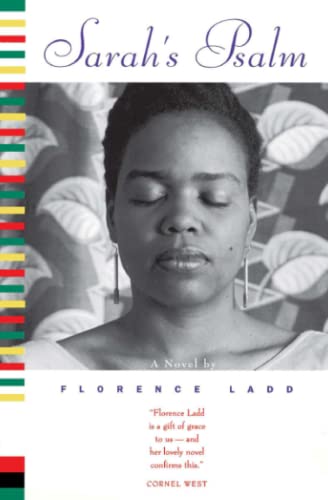 Sarah's Psalm
A Novel by
FLORENCE LADD
"Florence Ladd
is a gift of grace
to us — and
her lovely novel
confirms this."
CORNEL WEST